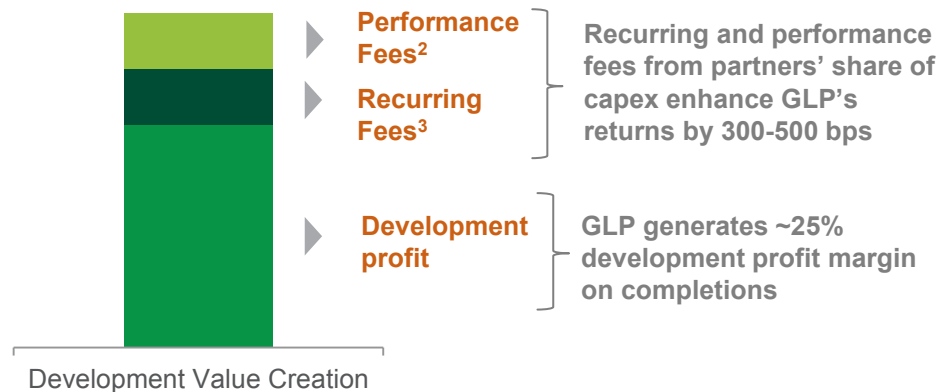 Performance
Fees²
Recurring
Fees³
Recurring and performance
fees from partners’ share of
capex enhance GLP’s
returns by 300-500 bps
Development
profit
GLP generates ~25%
development profit margin
on completions
Development Value Creation